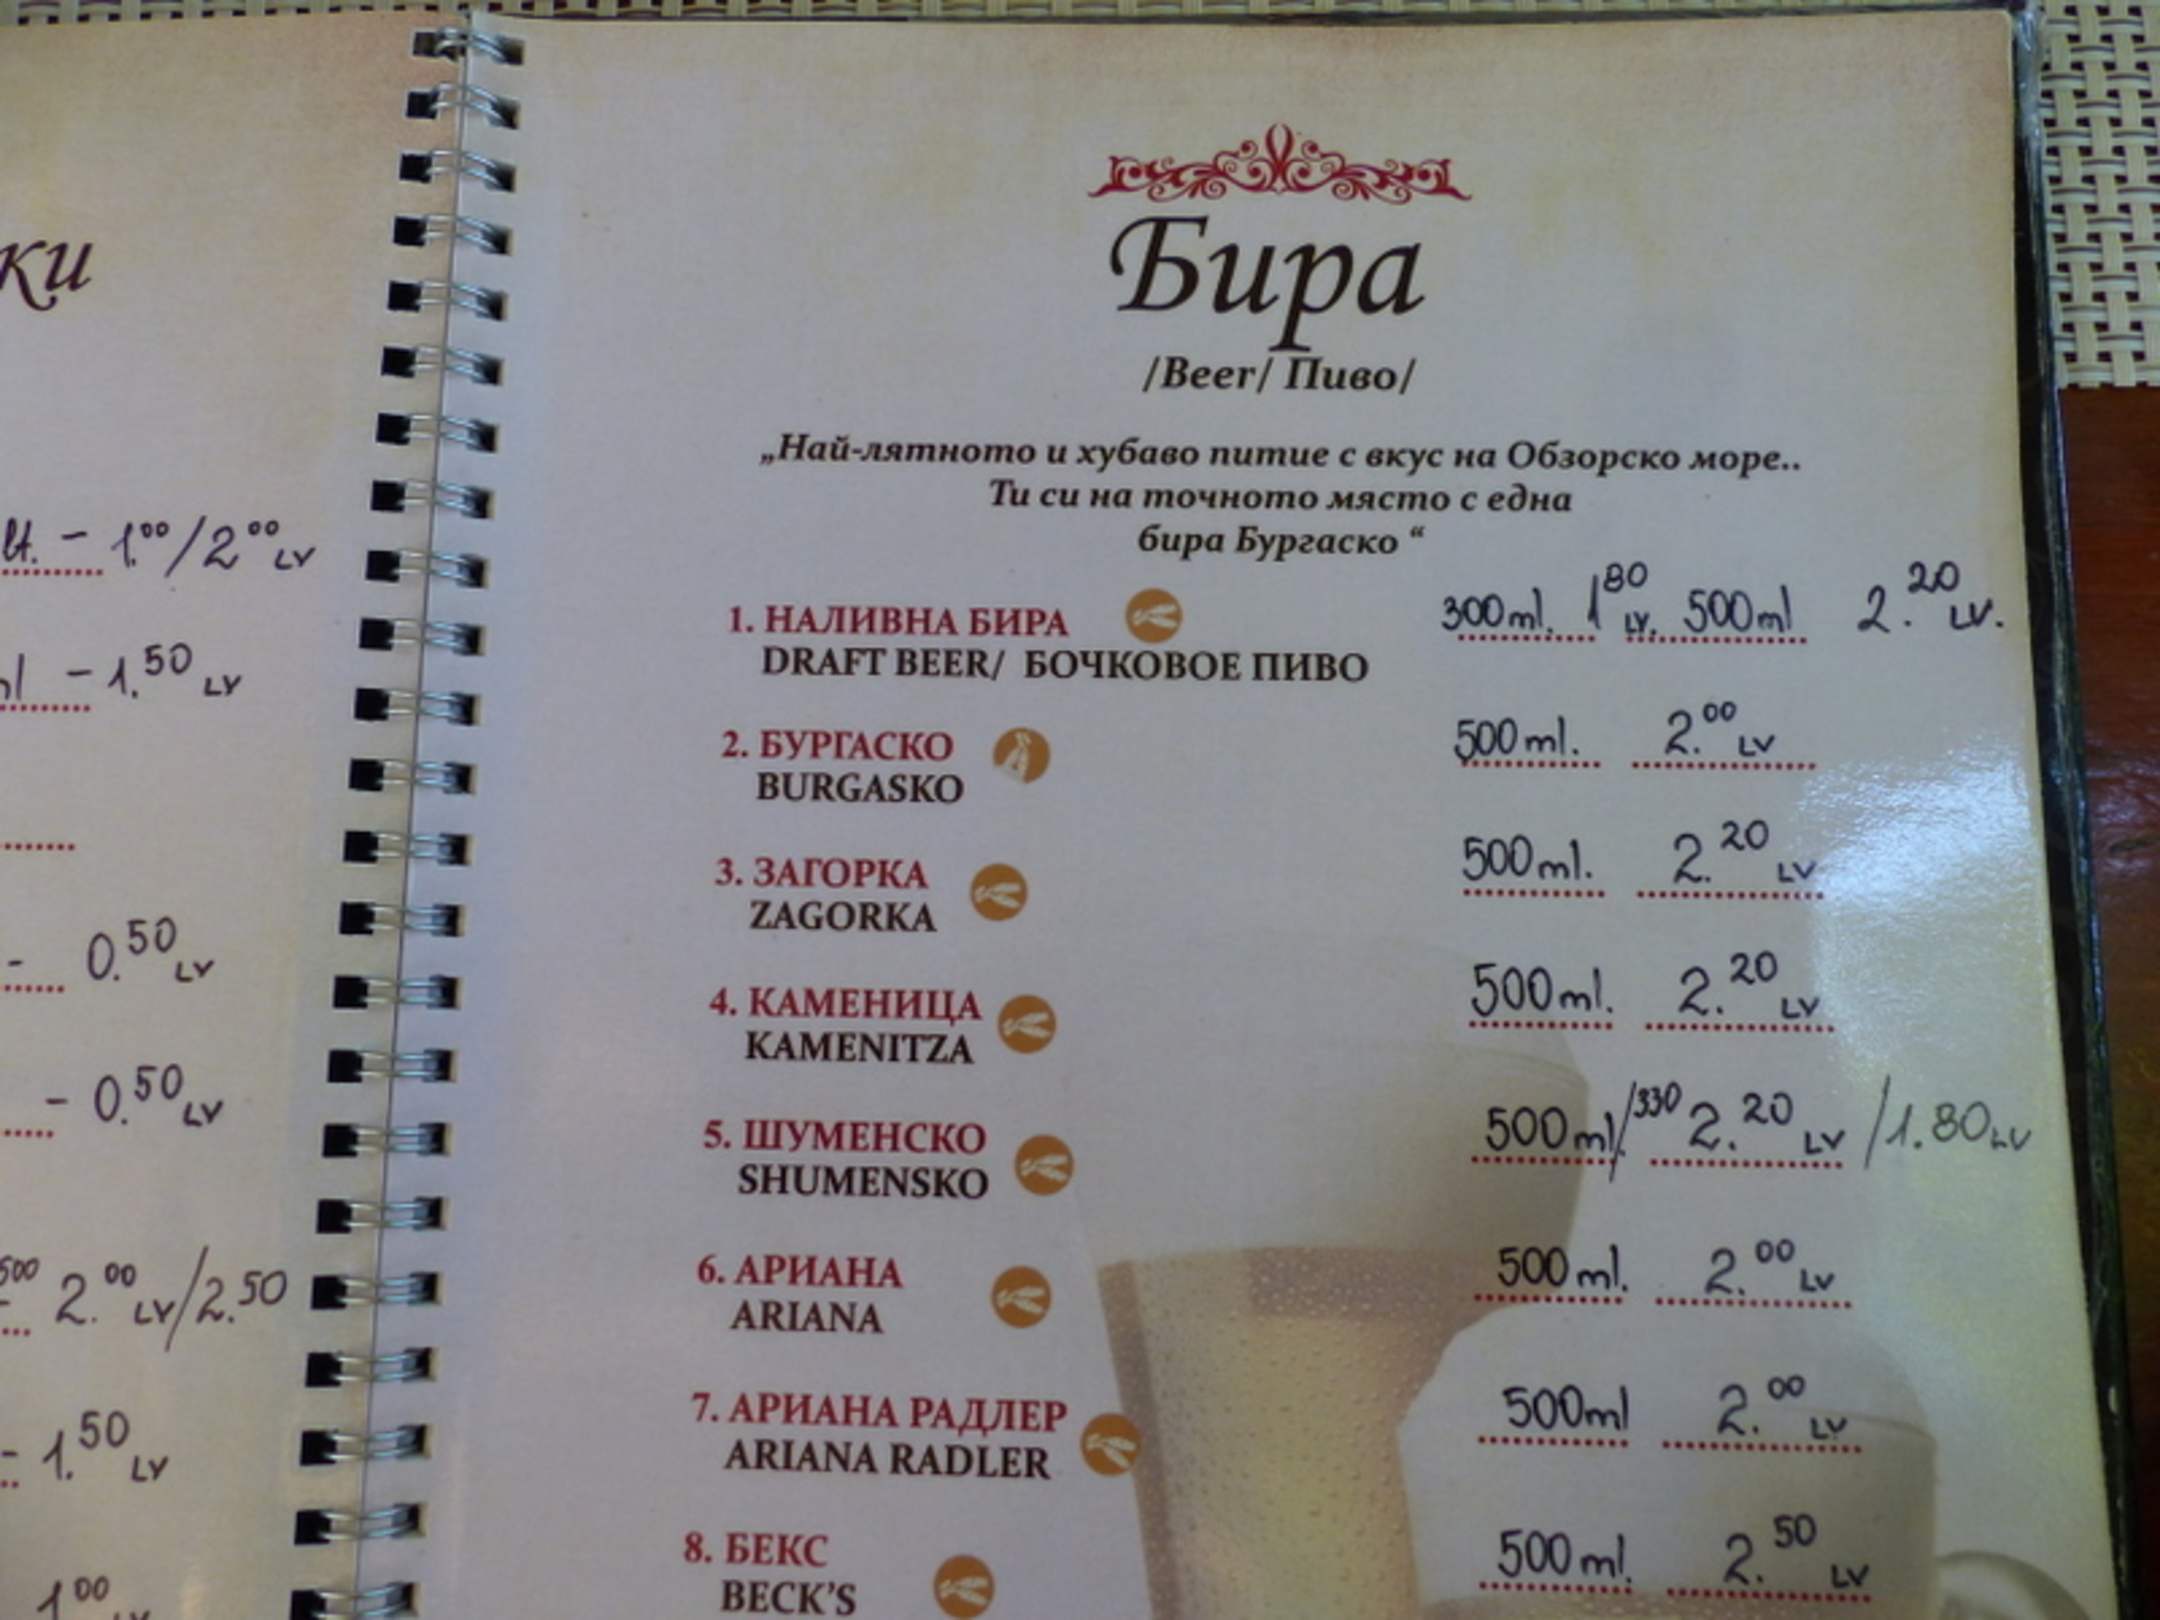 ки
lt. - 1.00/2.00 LV
ml - 1.50 LV
- 0.50 LV
- 0.50 LV
500 2.00 LV/2.50
- 1.50 LV
1.00 LV
Бира
/Beer/ Пиво/
„Най-лятното и хубаво питие с вкус на Обзорско море..
Ти си на точното място с една
бира Бургаско “
1. НАЛИВНА БИРА 300ml. 1.80 LV. 500ml 2.20 LV.
DRAFT BEER/ БОЧКОВОЕ ПИВО
2. БУРГАСКО 500ml. 2.00 LV
BURGASKO
3. ЗАГОРКА 500ml. 2.20 LV
ZAGORKA
4. КАМЕНИЦА 500ml. 2.20 LV
KAMENITZA
5. ШУМЕНСКО 500ml./330 2.20 LV /1.80 LV
SHUMENSKO
6. АРИАНА 500ml. 2.00 LV
ARIANA
7. АРИАНА РАДЛЕР 500ml 2.00 LV
ARIANA RADLER
8. БЕКС 500ml. 2.50 LV
BECK'S